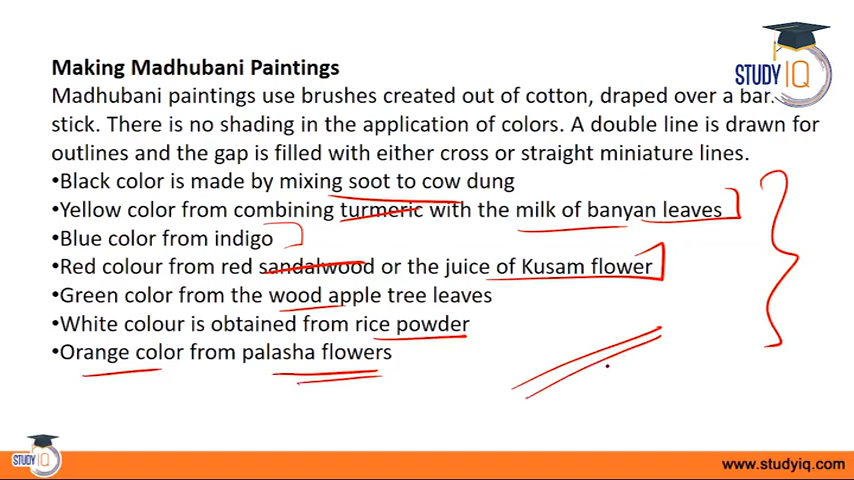 Making Madhubani Paintings
Madhubani paintings use brushes created out of cotton, draped over a
stick. There is no shading in the application of colors. A double line is drawn for
outlines and the gap is filled with either cross or straight miniature lines.
•Black color is made by mixing soot to cow dung
•Yellow color from combining turmeric with the milk of banyan leaves
•Blue color from indigo
•Red colour from red sandalwood or the juice of Kusam flower
•Green color from the wood apple tree leaves
•White colour is obtained from rice powder
•Orange color from palasha flowers
STUDY IQ
STUDY IQ
www.studyiq.com